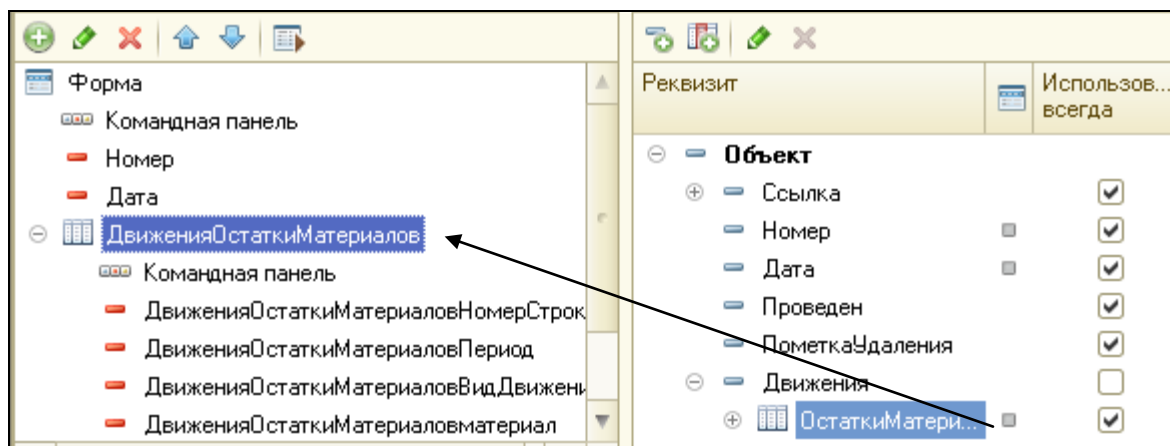 Форма
Командная панель
Номер
Дата
ДвиженияОстаткиМатериалов
Командная панель
ДвиженияОстаткиМатериаловНомерСтрок
ДвиженияОстаткиМатериаловПериод
ДвиженияОстаткиМатериаловВидДвижени
ДвиженияОстаткиМатериаловматериал
Реквизит
Использов...
всегда
Объект
Ссылка
Номер
Дата
Проведен
ПометкаУдаления
Движения
ОстаткиМатери...